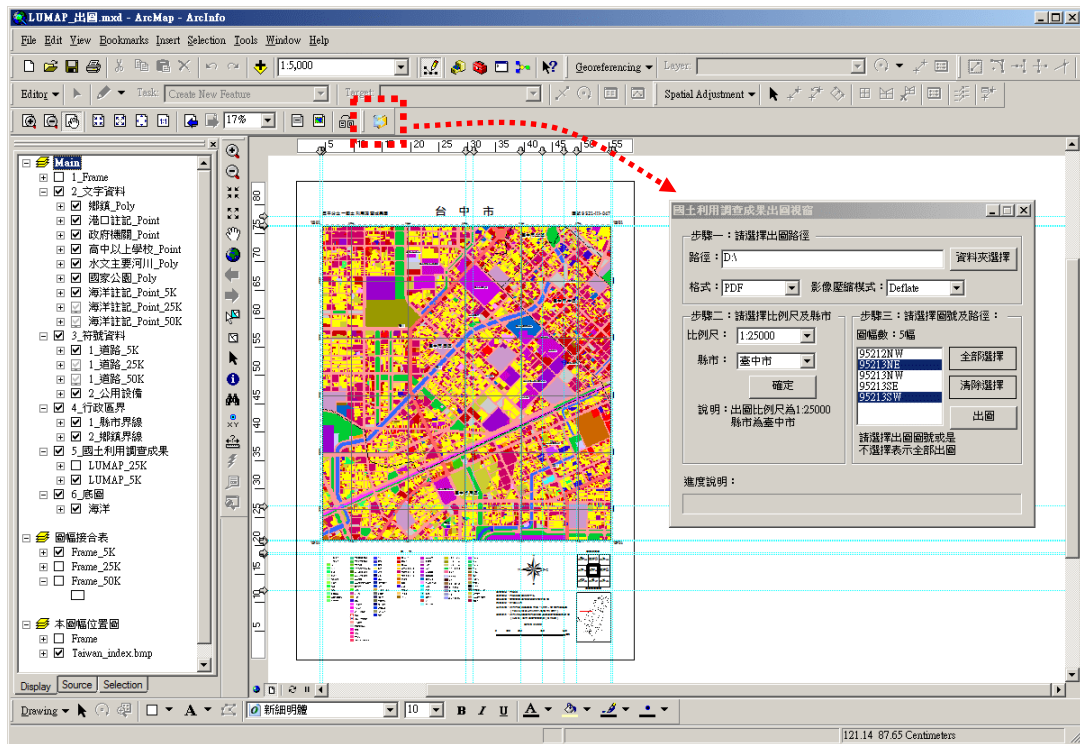 LUMAP_出圖.mxd - ArcMap - ArcInfo
File Edit View Bookmarks Insert Selection Tools Window Help
1:5,000
Georeferencing
Layer:
Editor
Task: Create New Feature
Target:
Spatial Adjustment
17%
Main
1_Frame
2_文字資料
鄉鎮_Poly
港口註記_Point
政府機關_Point
高中以上學校_Point
水文主要河川_Poly
國家公園_Poly
海洋註記_Point_5K
海洋註記_Point_25K
海洋註記_Point_50K
3_符號資料
1_道路_5K
1_道路_25K
1_道路_50K
2_公用設備
4_行政區界
1_縣市界線
2_鄉鎮界線
5_國土利用調查成果
LUMAP_25K
LUMAP_5K
6_底圖
海洋
圖幅接合表
Frame_5K
Frame_25K
Frame_50K
本圖幅位置圖
Frame
Taiwan_index.bmp
Display Source Selection
台中市
國土利用調查成果出圖視窗
步驟一：請選擇出圖路徑
路徑：D:\
資料夾選擇
格式：PDF
影像壓縮模式：Deflate
步驟二：請選擇比例尺及縣市
比例尺：1:25000
縣市：臺中市
確定
說明：出圖比例尺為1:25000
縣市為臺中市
步驟三：請選擇圖號及路徑：
圖幅數：5幅
95212NW
95213NE
95213NW
95213SE
95213SW
全部選擇
清除選擇
出圖
請選擇出圖圖號或是
不選擇表示全部出圖
進度說明：
Drawing
新細明體
10
B I U A
121.14 87.65 Centimeters